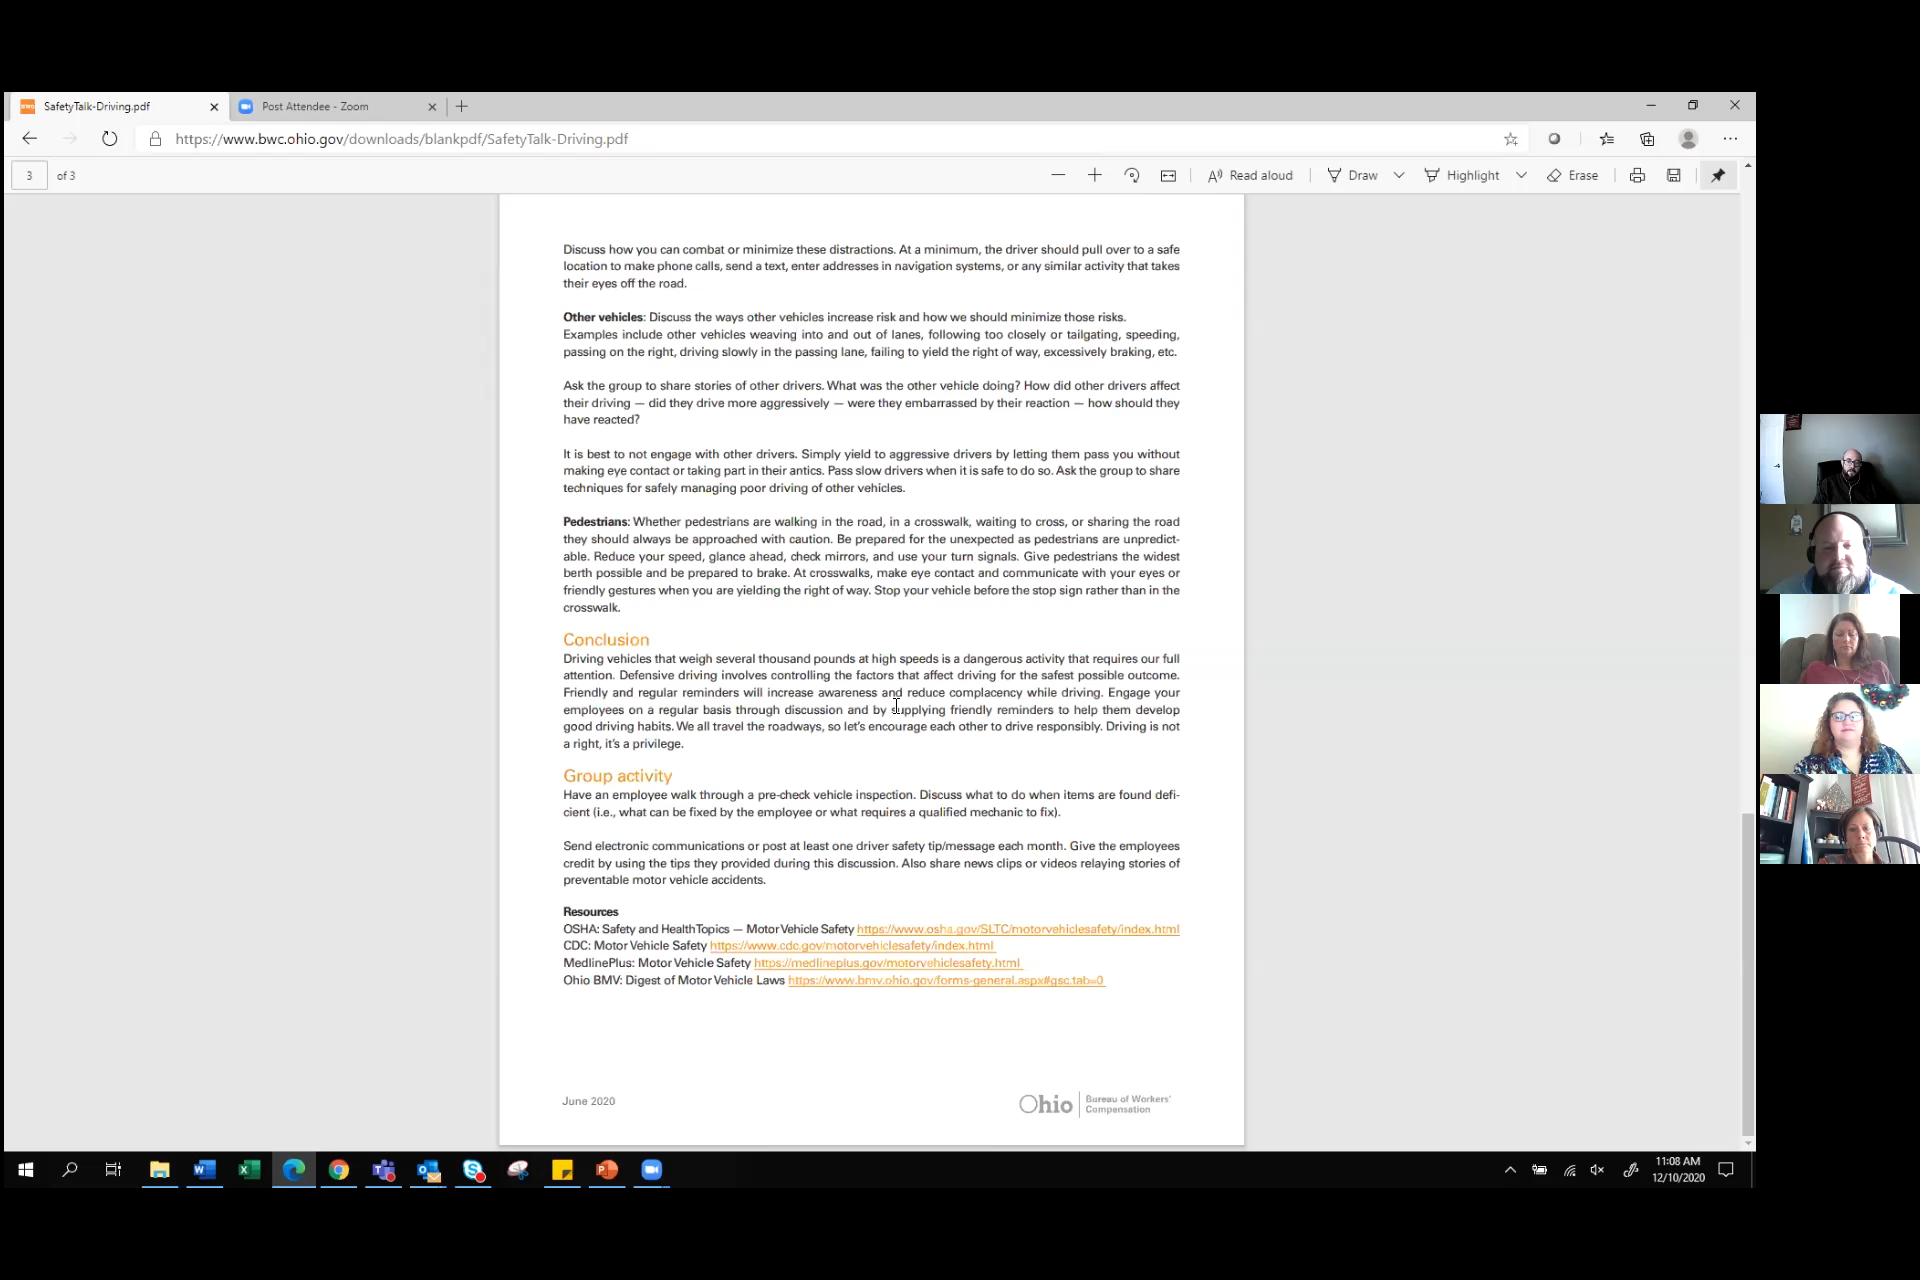 SafetyTalk-Driving.pdf
Post Attendee - Zoom
https://www.bwc.ohio.gov/downloads/blankpdf/SafetyTalk-Driving.pdf
3 of 3
Read aloud
Draw
Highlight
Erase
Discuss how you can combat or minimize these distractions. At a minimum, the driver should pull over to a safe
location to make phone calls, send a text, enter addresses in navigation systems, or any similar activity that takes
their eyes off the road.
Other vehicles: Discuss the ways other vehicles increase risk and how we should minimize those risks.
Examples include other vehicles weaving into and out of lanes, following too closely or tailgating, speeding,
passing on the right, driving slowly in the passing lane, failing to yield the right of way, excessively braking, etc.
Ask the group to share stories of other drivers. What was the other vehicle doing? How did other drivers affect
their driving — did they drive more aggressively — were they embarrassed by their reaction — how should they
have reacted?
It is best to not engage with other drivers. Simply yield to aggressive drivers by letting them pass you without
making eye contact or taking part in their antics. Pass slow drivers when it is safe to do so. Ask the group to share
techniques for safely managing poor driving of other vehicles.
Pedestrians: Whether pedestrians are walking in the road, in a crosswalk, waiting to cross, or sharing the road
they should always be approached with caution. Be prepared for the unexpected as pedestrians are unpredict-
able. Reduce your speed, glance ahead, check mirrors, and use your turn signals. Give pedestrians the widest
berth possible and be prepared to brake. At crosswalks, make eye contact and communicate with your eyes or
friendly gestures when you are yielding the right of way. Stop your vehicle before the stop sign rather than in the
crosswalk.
Conclusion
Driving vehicles that weigh several thousand pounds at high speeds is a dangerous activity that requires our full
attention. Defensive driving involves controlling the factors that affect driving for the safest possible outcome.
Friendly and regular reminders will increase awareness and reduce complacency while driving. Engage your
employees on a regular basis through discussion and by supplying friendly reminders to help them develop
good driving habits. We all travel the roadways, so let's encourage each other to drive responsibly. Driving is not
a right, it's a privilege.
Group activity
Have an employee walk through a pre-check vehicle inspection. Discuss what to do when items are found defi-
cient (i.e., what can be fixed by the employee or what requires a qualified mechanic to fix).
Send electronic communications or post at least one driver safety tip/message each month. Give the employees
credit by using the tips they provided during this discussion. Also share news clips or videos relaying stories of
preventable motor vehicle accidents.
Resources
OSHA: Safety and Health Topics — Motor Vehicle Safety https://www.osha.gov/SLTC/motorvehiclesafety/index.html
CDC: Motor Vehicle Safety https://www.cdc.gov/motorvehiclesafety/index.html
MedlinePlus: Motor Vehicle Safety https://medlineplus.gov/motorvehiclesafety.html
Ohio BMV: Digest of Motor Vehicle Laws https://www.bmv.ohio.gov/forms-general.aspx#gsc.tab=0
June 2020
Ohio Bureau of Workers'
Compensation
11:08 AM
12/10/2020